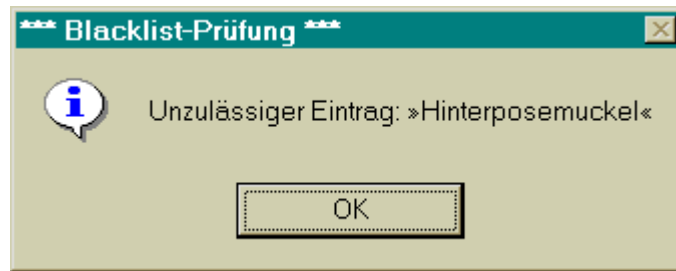 *** Blacklist-Prüfung ***
Unzulässiger Eintrag: »Hinterposemuckel«
OK